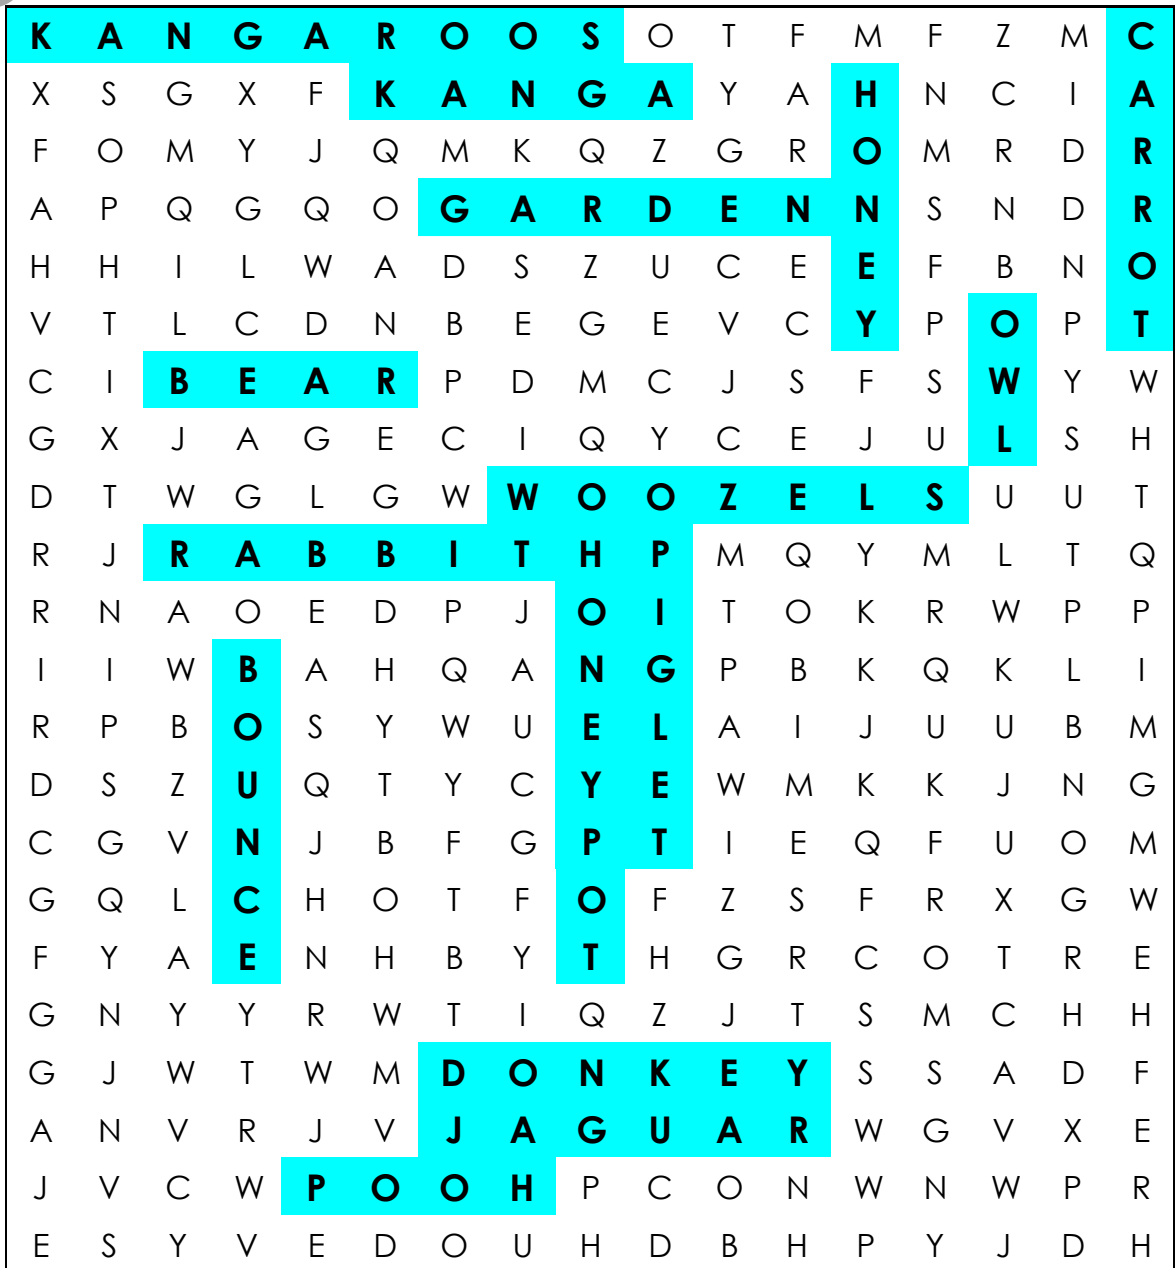 K A N G A R O O S O T F M F Z M C
X S G X F K A N G A Y A H N C I A
F O M Y J Q M K Q Z G R O M R D R
A P Q G Q O G A R D E N N S N D R
H H I L W A D S Z U C E E F B N O
V T L C D N B E G E V C Y P O P T
C I B E A R P D M C J S F S W Y W
G X J A G E C I Q Y C E J U L S H
D T W G L G W W O O Z E L S U U T
R J R A B B I T H P M Q Y M L T Q
R N A O E D P J O I T O K R W P P
I I W B A H Q A N G P B K Q K L I
R P B O S Y W U E L A I J U U B M
D S Z U Q T Y C Y E W M K K J N G
C G V N J B F G P T I E Q F U O M
G Q L C H O T F O F Z S F R X G W
F Y A E N H B Y T H G R C O T R E
G N Y Y R W T I Q Z J T S M C H H
G J W T W M D O N K E Y S S A D F
A N V R J V J A G U A R W G V X E
J V C W P O O H P C O N W N W P R
E S Y V E D O U H D B H P Y J D H